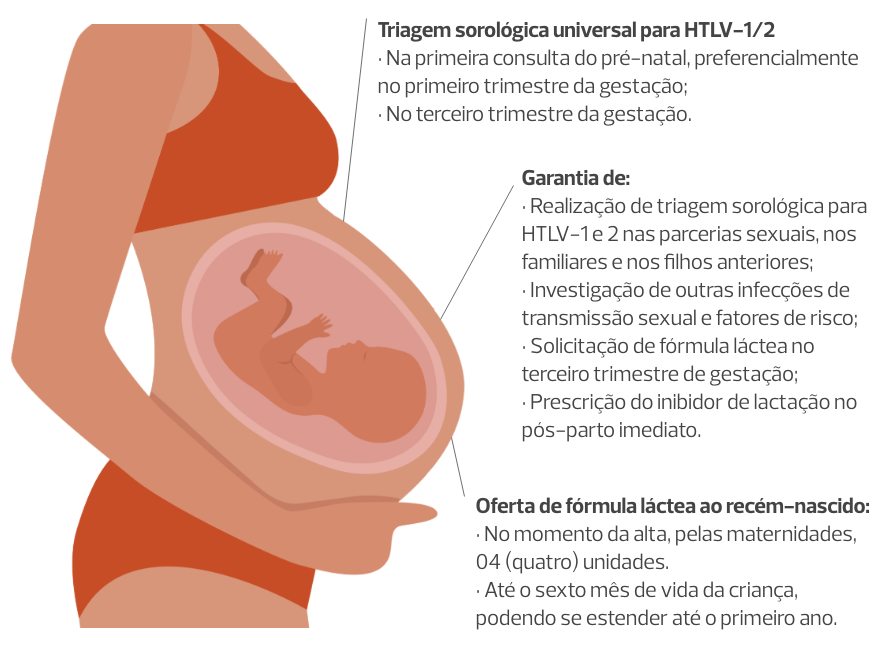 Triagem sorológica universal para HTLV-1/2
· Na primeira consulta do pré-natal, preferencialmente
no primeiro trimestre da gestação;
· No terceiro trimestre da gestação.
Garantia de:
· Realização de triagem sorológica para
HTLV-1 e 2 nas parcerias sexuais, nos
familiares e nos filhos anteriores;
· Investigação de outras infecções de
transmissão sexual e fatores de risco;
· Solicitação de fórmula láctea no
terceiro trimestre de gestação;
· Prescrição do inibidor de lactação no
pós-parto imediato.
Oferta de fórmula láctea ao recém-nascido:
· No momento da alta, pelas maternidades,
04 (quatro) unidades.
· Até o sexto mês de vida da criança,
podendo se estender até o primeiro ano.